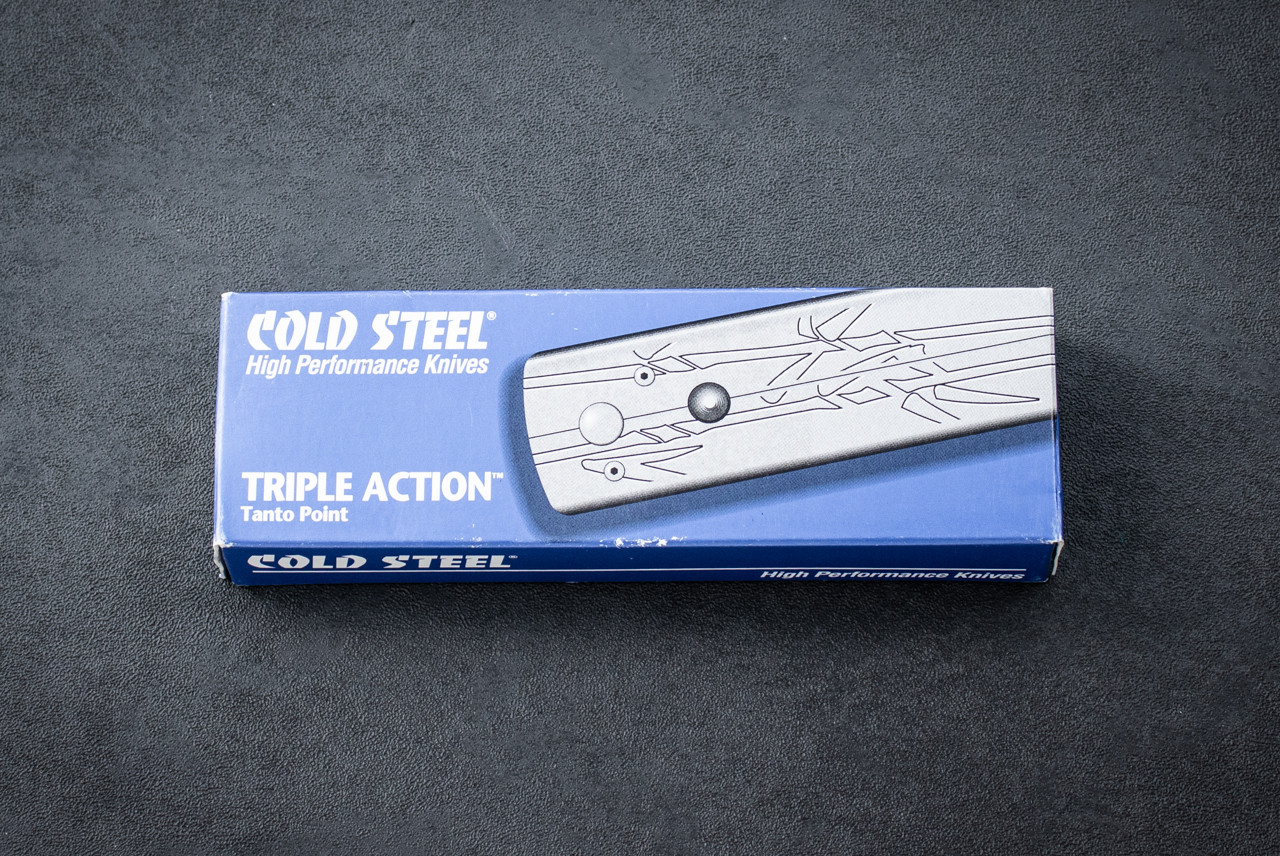 COLD STEEL®
High Performance Knives
TRIPLE ACTION™
Tanto Point
COLD STEEL™
High Performance Knives